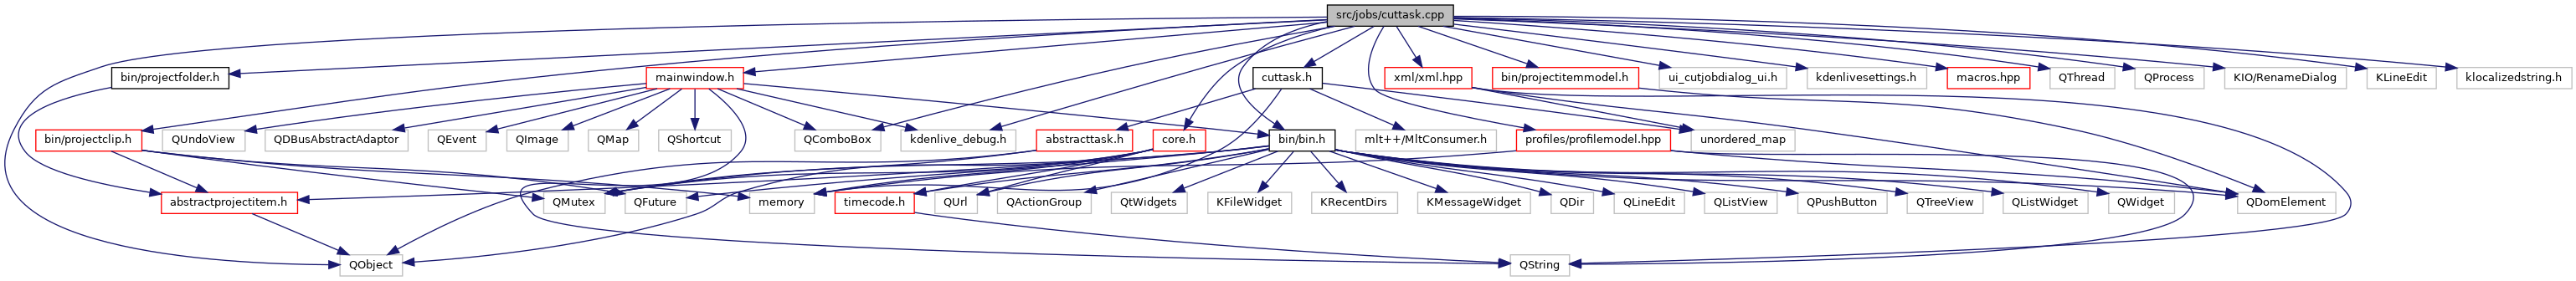 src/jobs/cuttask.cpp
bin/projectfolder.h
mainwindow.h
cuttask.h
xml/xml.hpp
bin/projectitemmodel.h
ui_cutjobdialog_ui.h
kdenlivesettings.h
macros.hpp
QThread
QProcess
KIO/RenameDialog
KLineEdit
klocalizedstring.h
bin/projectclip.h
QUndoView
QDBusAbstractAdaptor
QEvent
QImage
QMap
QShortcut
QComboBox
kdenlive_debug.h
abstracttask.h
core.h
bin/bin.h
mlt++/MltConsumer.h
profiles/profilemodel.hpp
unordered_map
abstractprojectitem.h
QMutex
QFuture
memory
timecode.h
QUrl
QActionGroup
QtWidgets
KFileWidget
KRecentDirs
KMessageWidget
QDir
QLineEdit
QListView
QPushButton
QTreeView
QListWidget
QWidget
QDomElement
QObject
QString